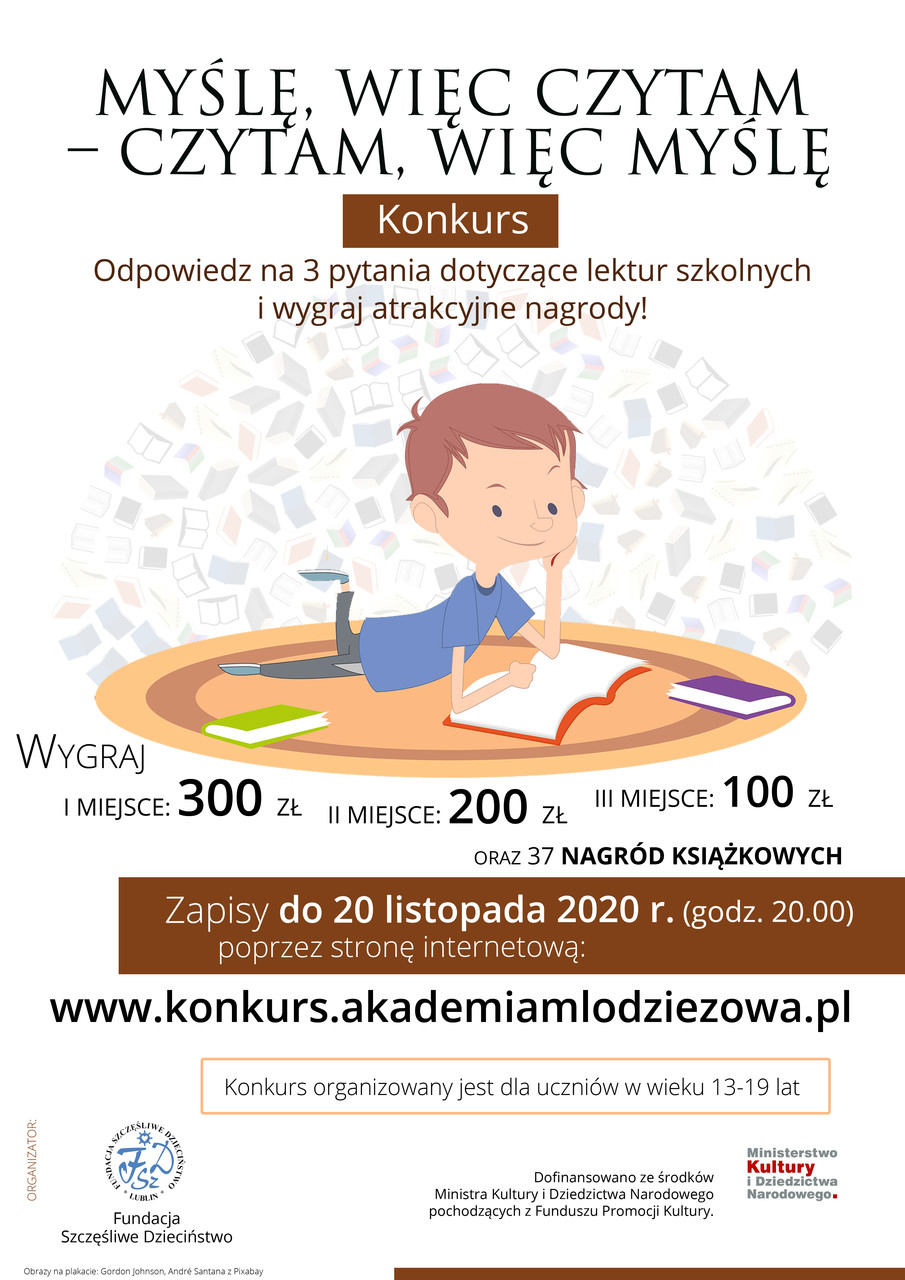 MYŚLĘ, WIĘC CZYTAM
– CZYTAM, WIĘC MYŚLĘ
Konkurs
Odpowiedz na 3 pytania dotyczące lektur szkolnych
i wygraj atrakcyjne nagrody!
WYGRAJ
I MIEJSCE: 300 ZŁ
II MIEJSCE: 200 ZŁ
III MIEJSCE: 100 ZŁ
ORAZ 37 NAGRÓD KSIĄŻKOWYCH
Zapisy do 20 listopada 2020 r. (godz. 20.00)
poprzez stronę internetową:
www.konkurs.akademiamlodziezowa.pl
Konkurs organizowany jest dla uczniów w wieku 13-19 lat
ORGANIZATOR:
FUNDACJA SZCZĘŚLIWE DZIECIŃSTWO
FDSz
* LUBLIN *
Fundacja
Szczęśliwe Dzieciństwo
Dofinansowano ze środków
Ministra Kultury i Dziedzictwa Narodowego
pochodzących z Funduszu Promocji Kultury.
Ministerstwo
Kultury
i Dziedzictwa
Narodowego.
Obrazy na plakacie: Gordon Johnson, André Santana z Pixabay